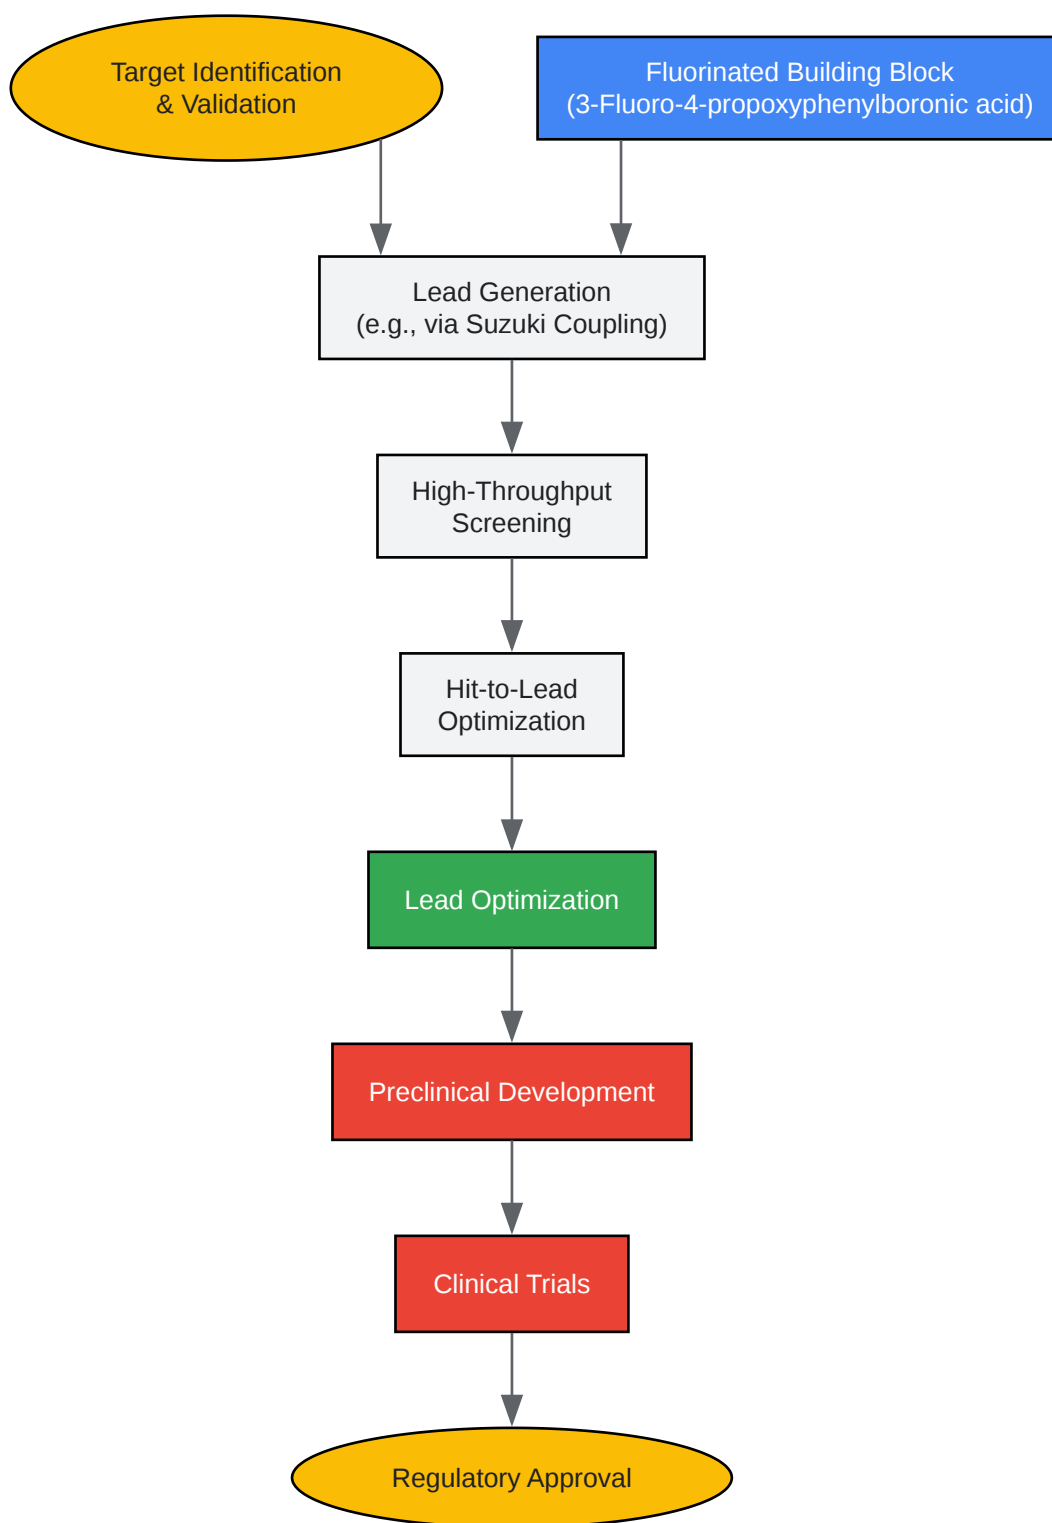 Target Identification
& Validation
Fluorinated Building Block
(3-Fluoro-4-propoxyphenylboronic acid)
Lead Generation
(e.g., via Suzuki Coupling)
High-Throughput
Screening
Hit-to-Lead
Optimization
Lead Optimization
Preclinical Development
Clinical Trials
Regulatory Approval